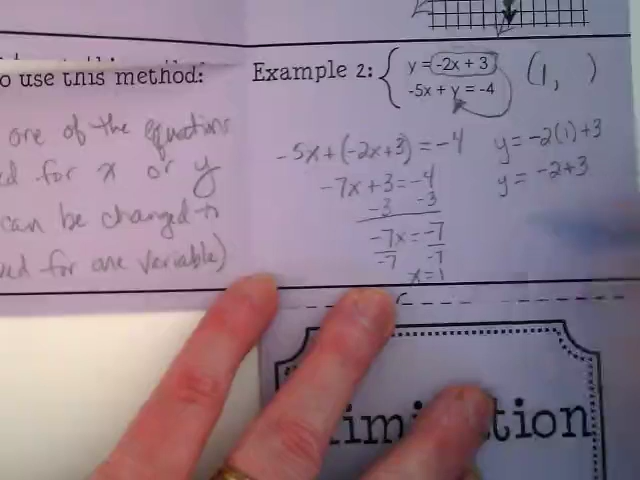 o use this method:
one of the equations
ed for x or y
can be changed to
ved for one variable)
Example 2: { y = -2x + 3
-5x + y = -4
(1, )
-5x+(-2x+3)=-4
-7x+3=-4
-3 -3
-7x=-7
-7 -7
x=1
y=-2(1)+3
y=-2+3
imi tion